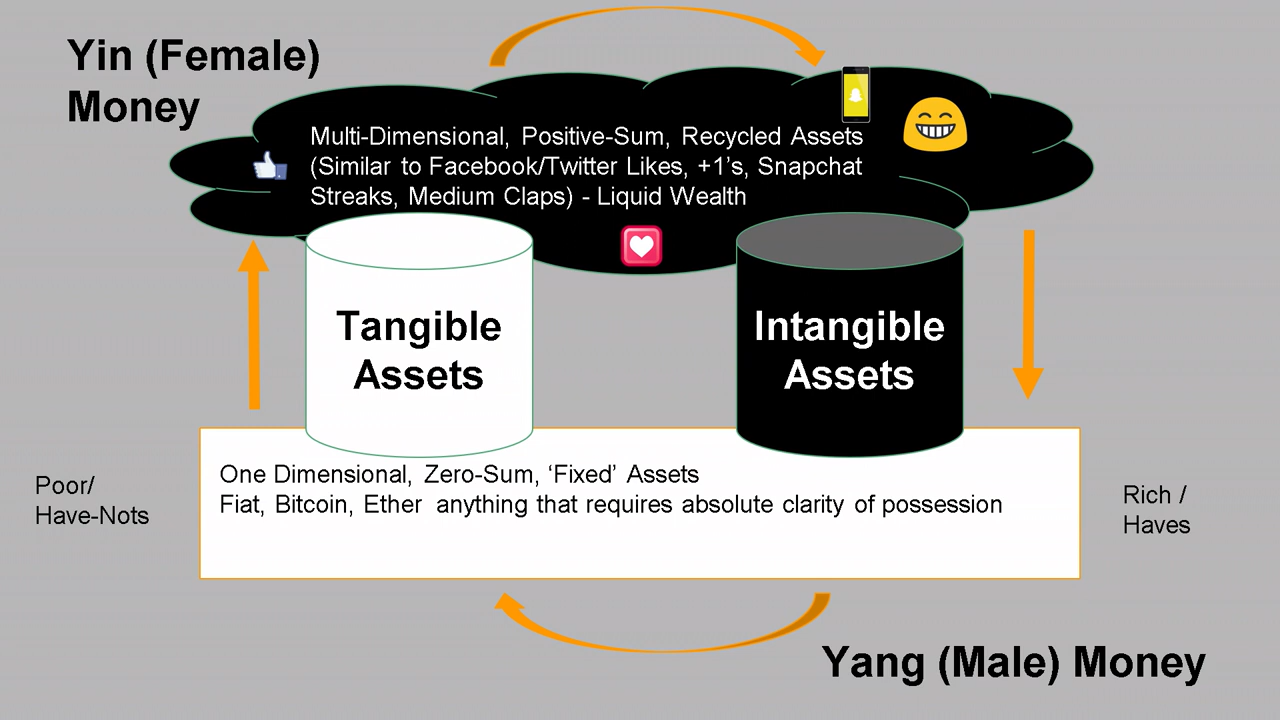 Yin (Female)
Money
Multi-Dimensional, Positive-Sum, Recycled Assets
(Similar to Facebook/Twitter Likes, +1's, Snapchat
Streaks, Medium Claps) - Liquid Wealth
Tangible
Assets
Intangible
Assets
One Dimensional, Zero-Sum, ‘Fixed’ Assets
Fiat, Bitcoin, Ether  anything that requires absolute clarity of possession
Poor/
Have-Nots
Rich /
Haves
Yang (Male) Money